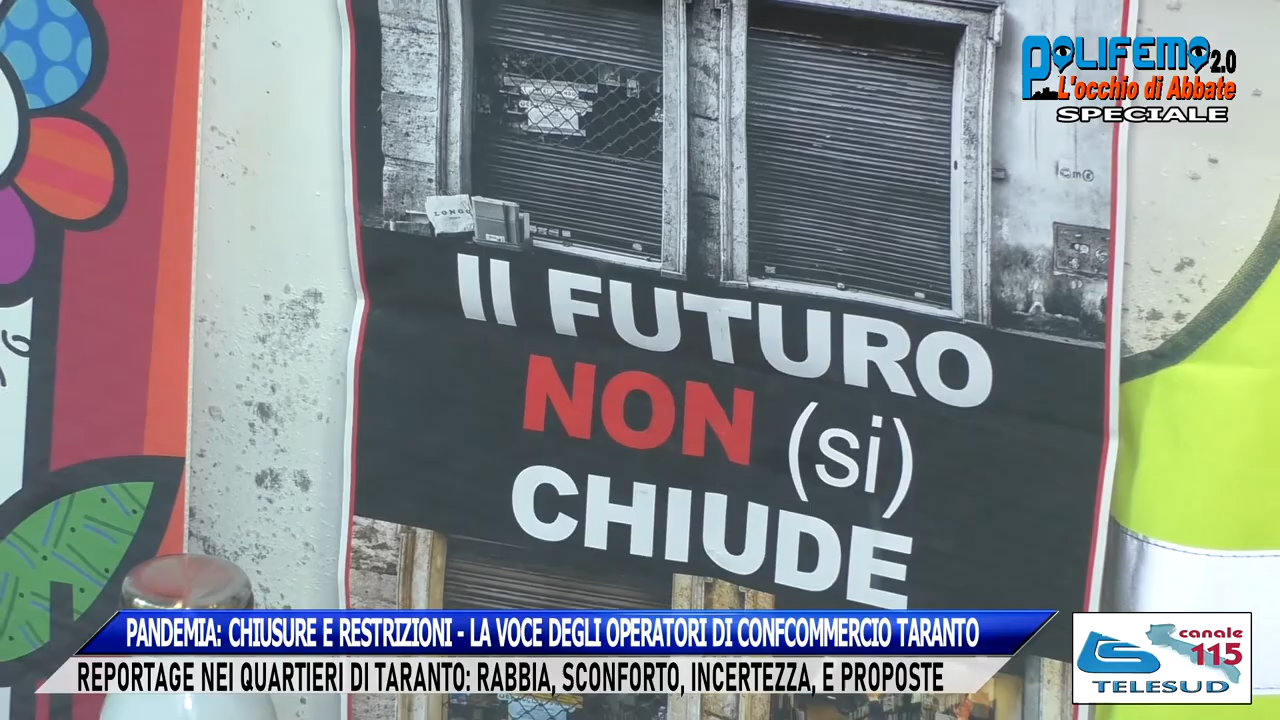 POLIFEMO 2.0
L'occhio di Abbate
SPECIALE
LONGO
Il FUTURO
NON (si)
CHIUDE
PANDEMIA: CHIUSURE E RESTRIZIONI - LA VOCE DEGLI OPERATORI DI CONFCOMMERCIO TARANTO
REPORTAGE NEI QUARTIERI DI TARANTO: RABBIA, SCONFORTO, INCERTEZZA, E PROPOSTE
canale
115
TELESUD